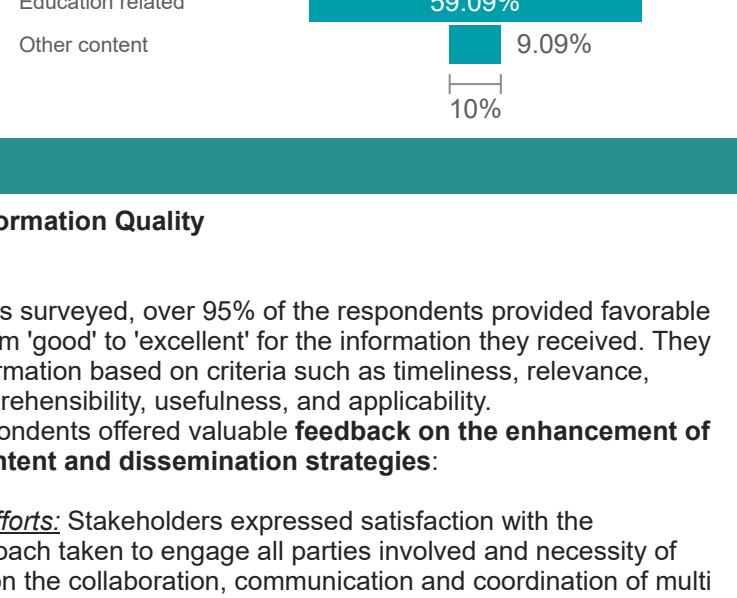 Education related
59.09%
Other content
9.09%
10%
ormation Quality
s surveyed, over 95% of the respondents provided favorable
m 'good' to 'excellent' for the information they received. They
rmation based on criteria such as timeliness, relevance,
rehensibility, usefulness, and applicability.
pondents offered valuable feedback on the enhancement of
ntent and dissemination strategies:
fforts: Stakeholders expressed satisfaction with the
oach taken to engage all parties involved and necessity of
on the collaboration, communication and coordination of multi